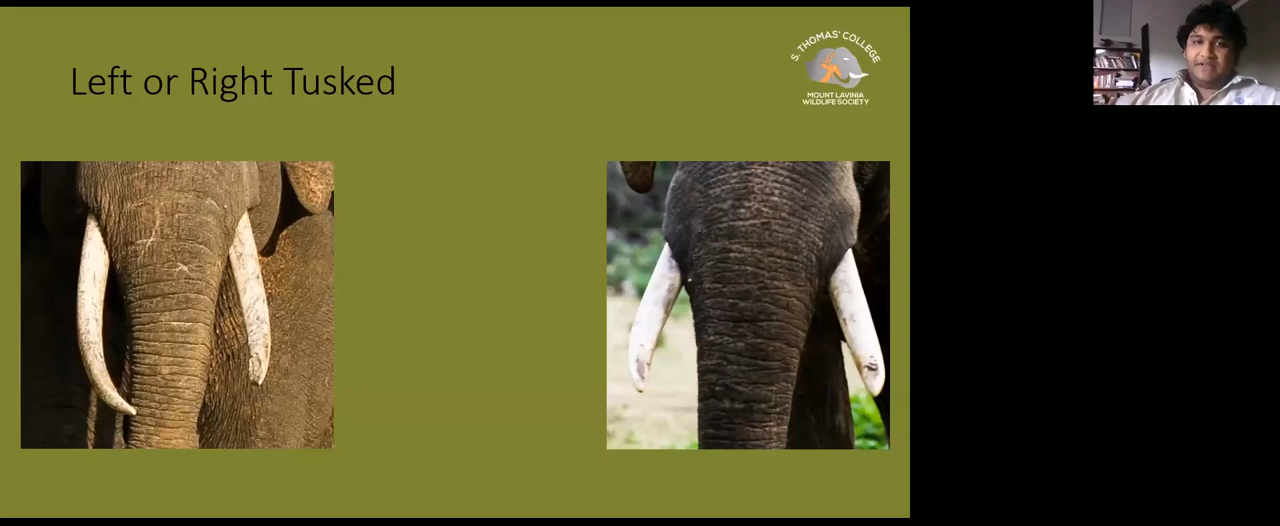 Left or Right Tusked
S. THOMAS' COLLEGE
MOUNT LAVINIA
WILDLIFE SOCIETY